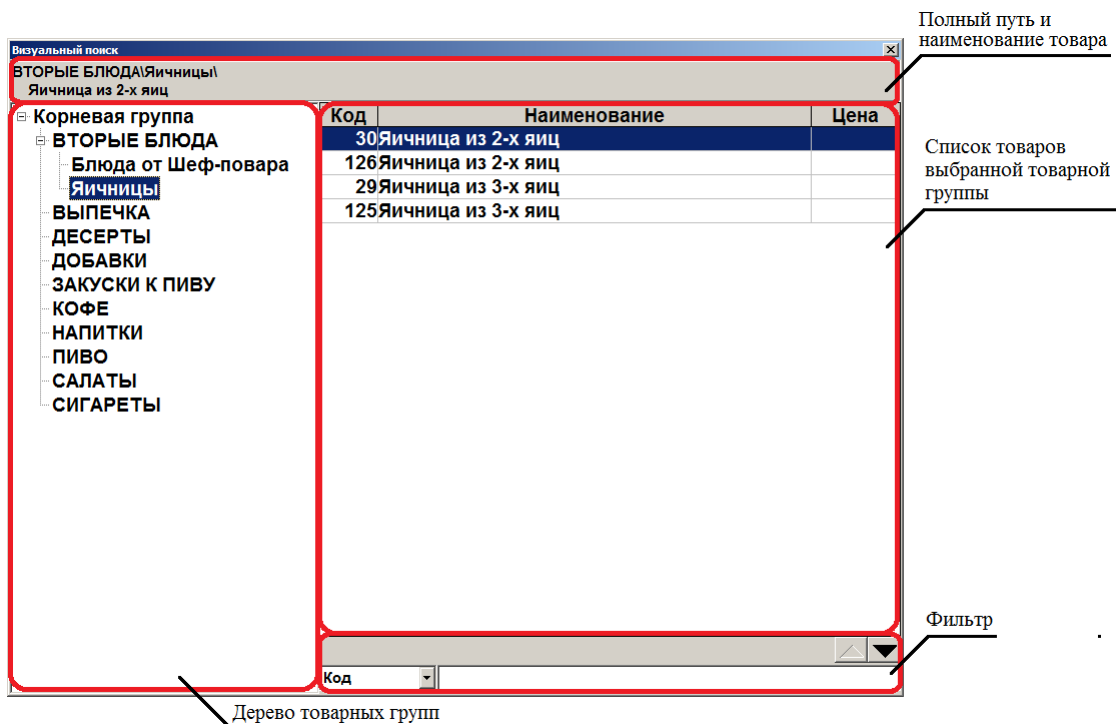 Полный путь и
наименование товара
Визуальный поиск
ВТОРЫЕ БЛЮДА\Яичницы\
Яичница из 2-х яиц
Корневая группа
ВТОРЫЕ БЛЮДА
Блюда от Шеф-повара
Яичницы
ВЫПЕЧКА
ДЕСЕРТЫ
ДОБАВКИ
ЗАКУСКИ К ПИВУ
КОФЕ
НАПИТКИ
ПИВО
САЛАТЫ
СИГАРЕТЫ
Код Наименование Цена
30 Яичница из 2-х яиц
126 Яичница из 2-х яиц
29 Яичница из 3-х яиц
125 Яичница из 3-х яиц
Список товаров
выбранной товарной
группы
Фильтр
.
Код
Дерево товарных групп